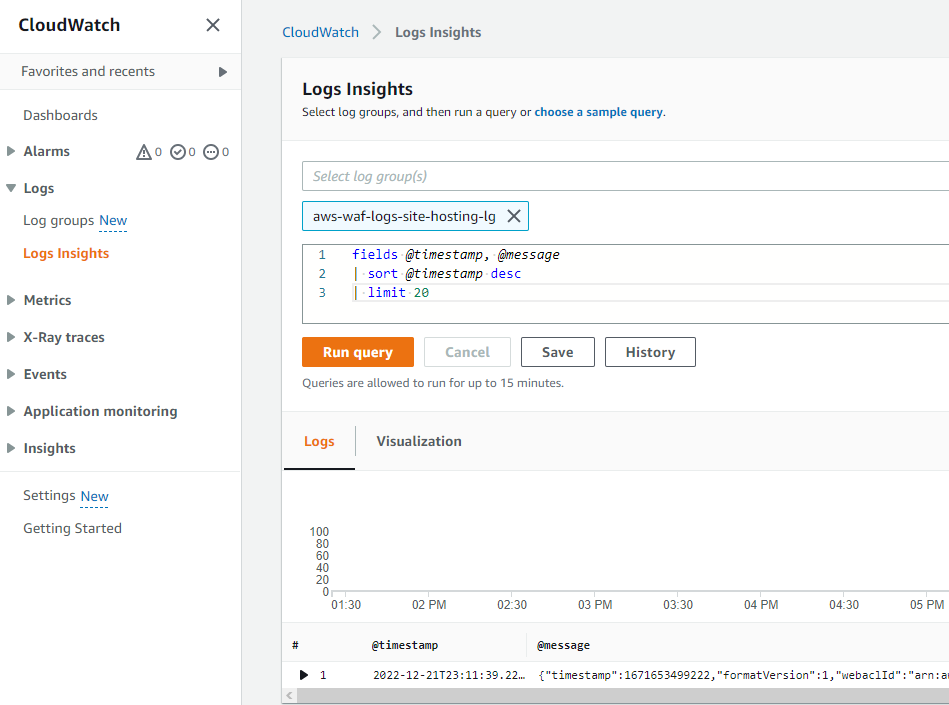 CloudWatch
Favorites and recents
Dashboards
Alarms 0 0 0
Logs
Log groups New
Logs Insights
Metrics
X-Ray traces
Events
Application monitoring
Insights
Settings New
Getting Started
CloudWatch > Logs Insights
Logs Insights
Select log groups, and then run a query or choose a sample query.
Select log group(s)
aws-waf-logs-site-hosting-lg
1 fields @timestamp, @message
2 | sort @timestamp desc
3 | limit 20
Run query Cancel Save History
Queries are allowed to run for up to 15 minutes.
Logs Visualization
100
80
60
40
20
0
01:30 02 PM 02:30 03 PM 03:30 04 PM 04:30 05 PM
# @timestamp @message
1 2022-12-21T23:11:39.22… {"timestamp":1671653499222,"formatVersion":1,"webaclId":"arn:a